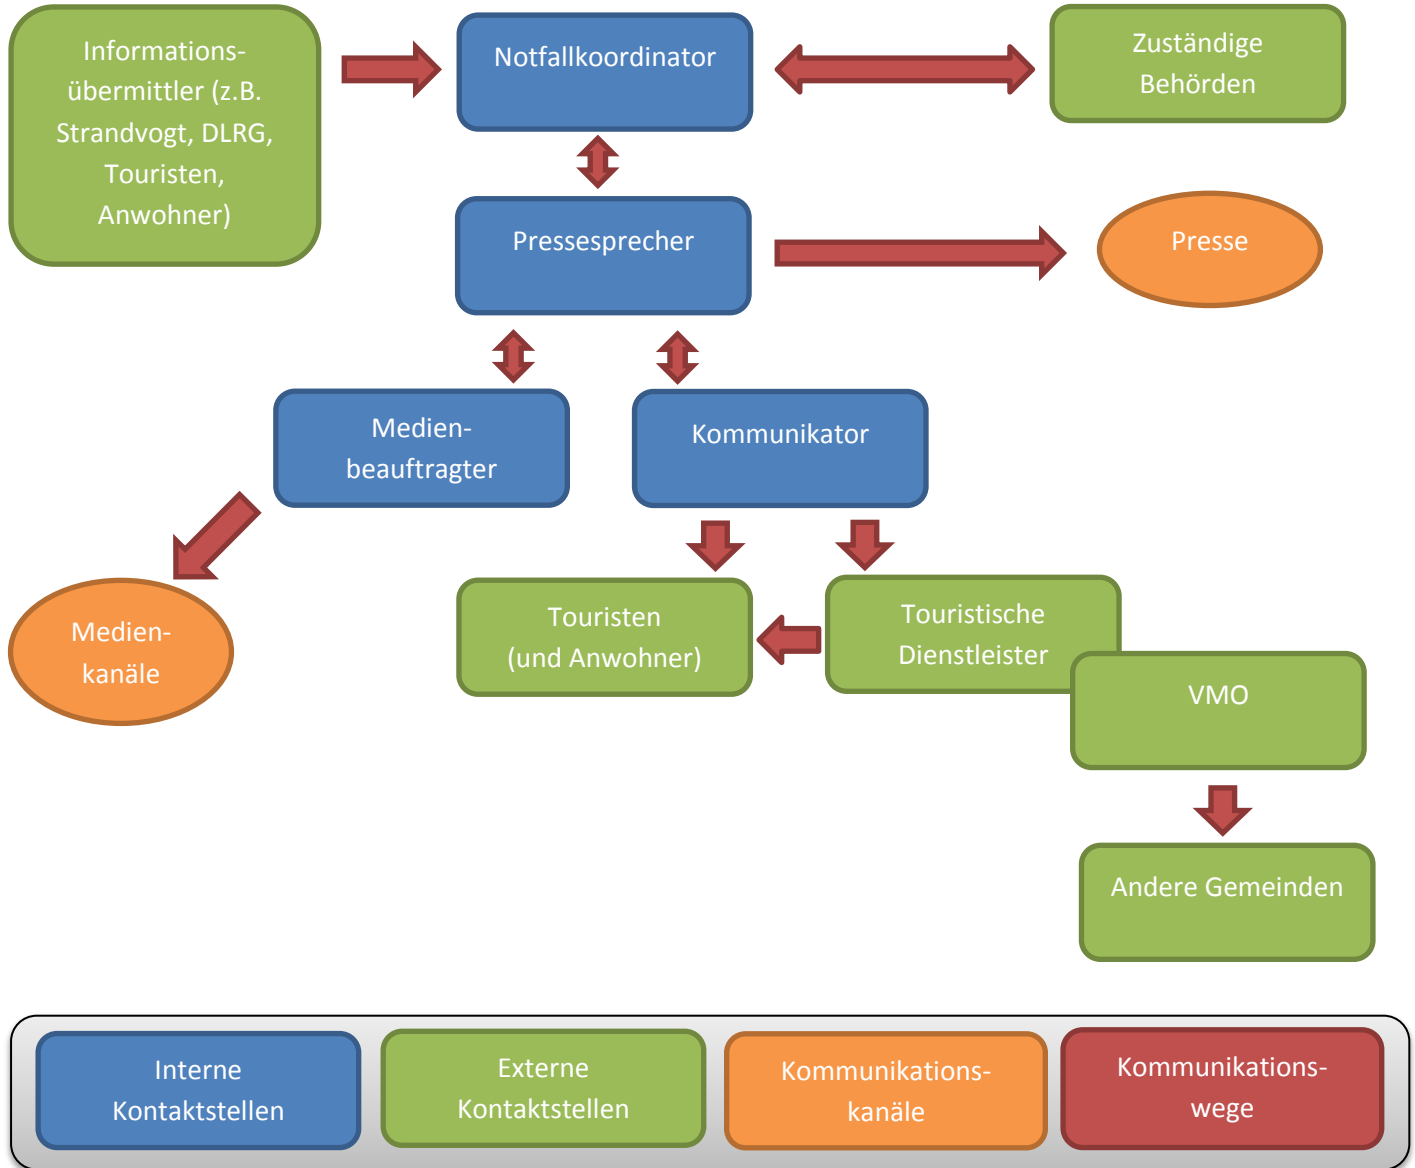 Informations-
übermittler (z.B.
Strandvogt, DLRG,
Touristen,
Anwohner)
Notfallkoordinator
Zuständige
Behörden
Pressesprecher
Presse
Medien-
beauftragter
Kommunikator
Medien-
kanäle
Touristen
(und Anwohner)
Touristische
Dienstleister
VMO
Andere Gemeinden
Interne
Kontaktstellen
Externe
Kontaktstellen
Kommunikations-
kanäle
Kommunikations-
wege